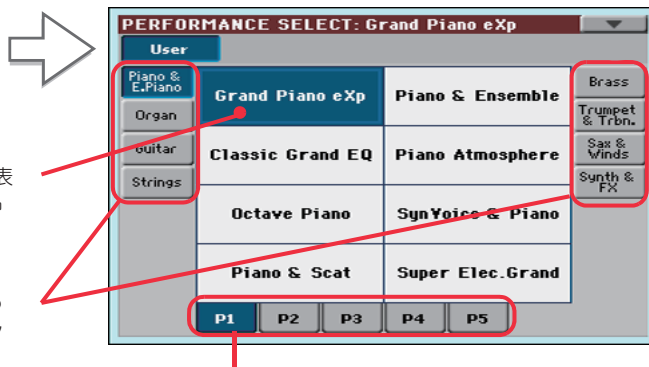 PERFORMANCE SELECT: Grand Piano eXp
User
Piano & E.Piano
Organ
Guitar
Strings
Grand Piano eXp
Piano & Ensemble
Classic Grand EQ
Piano Atmosphere
Octave Piano
SynVoice & Piano
Piano & Scat
Super Elec.Grand
Brass
Trumpet & Trbn.
Sax & Winds
Synth & FX
P1 P2 P3 P4 P5
表